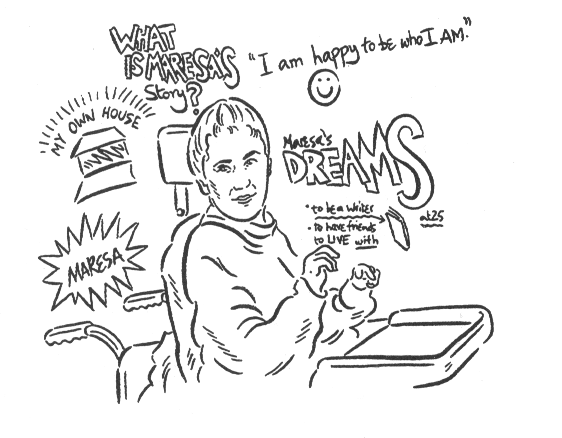 WHAT
IS MARESA'S
Story?
"I am happy to be who I AM."
MY OWN HOUSE
Maresa's
DREAMS
• to be a writer
• to have friends
to LIVE with
at 25
MARESA